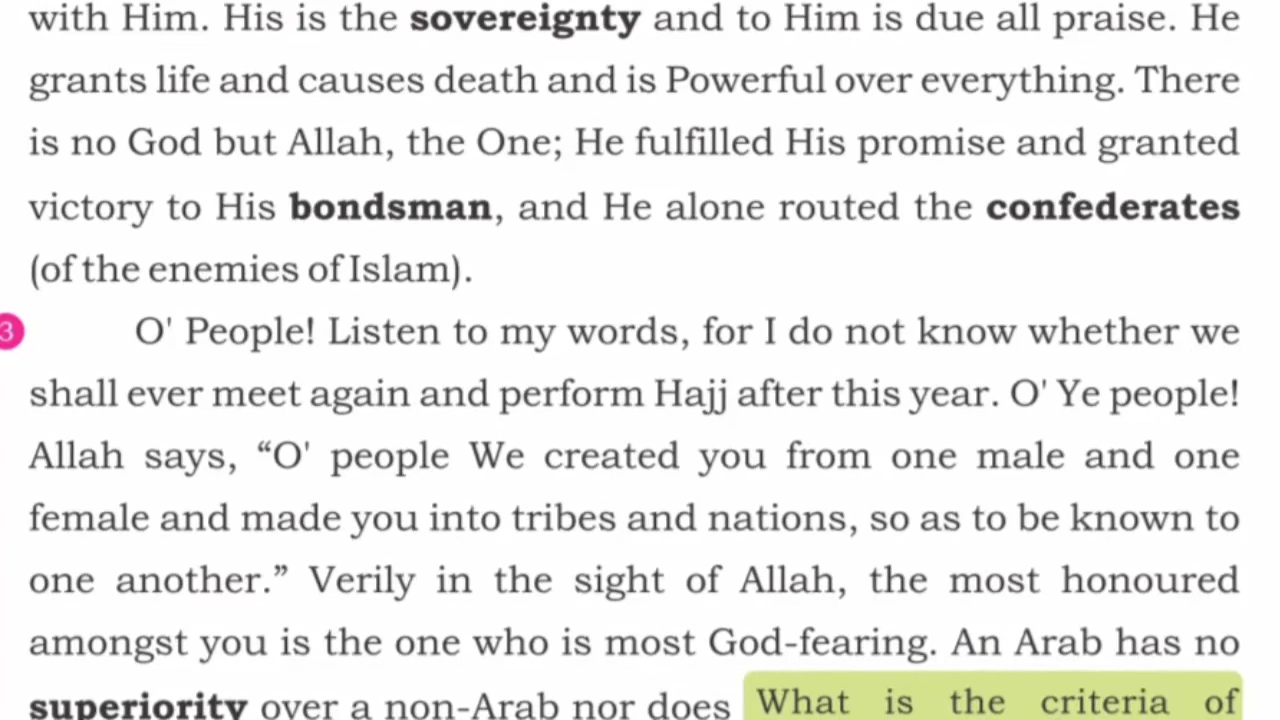 with Him. His is the sovereignty and to Him is due all praise. He
grants life and causes death and is Powerful over everything. There
is no God but Allah, the One; He fulfilled His promise and granted
victory to His bondsman, and He alone routed the confederates
(of the enemies of Islam).
3
O' People! Listen to my words, for I do not know whether we
shall ever meet again and perform Hajj after this year. O' Ye people!
Allah says, “O' people We created you from one male and one
female and made you into tribes and nations, so as to be known to
one another.” Verily in the sight of Allah, the most honoured
amongst you is the one who is most God-fearing. An Arab has no
superiority over a non-Arab nor does
What is the criteria of